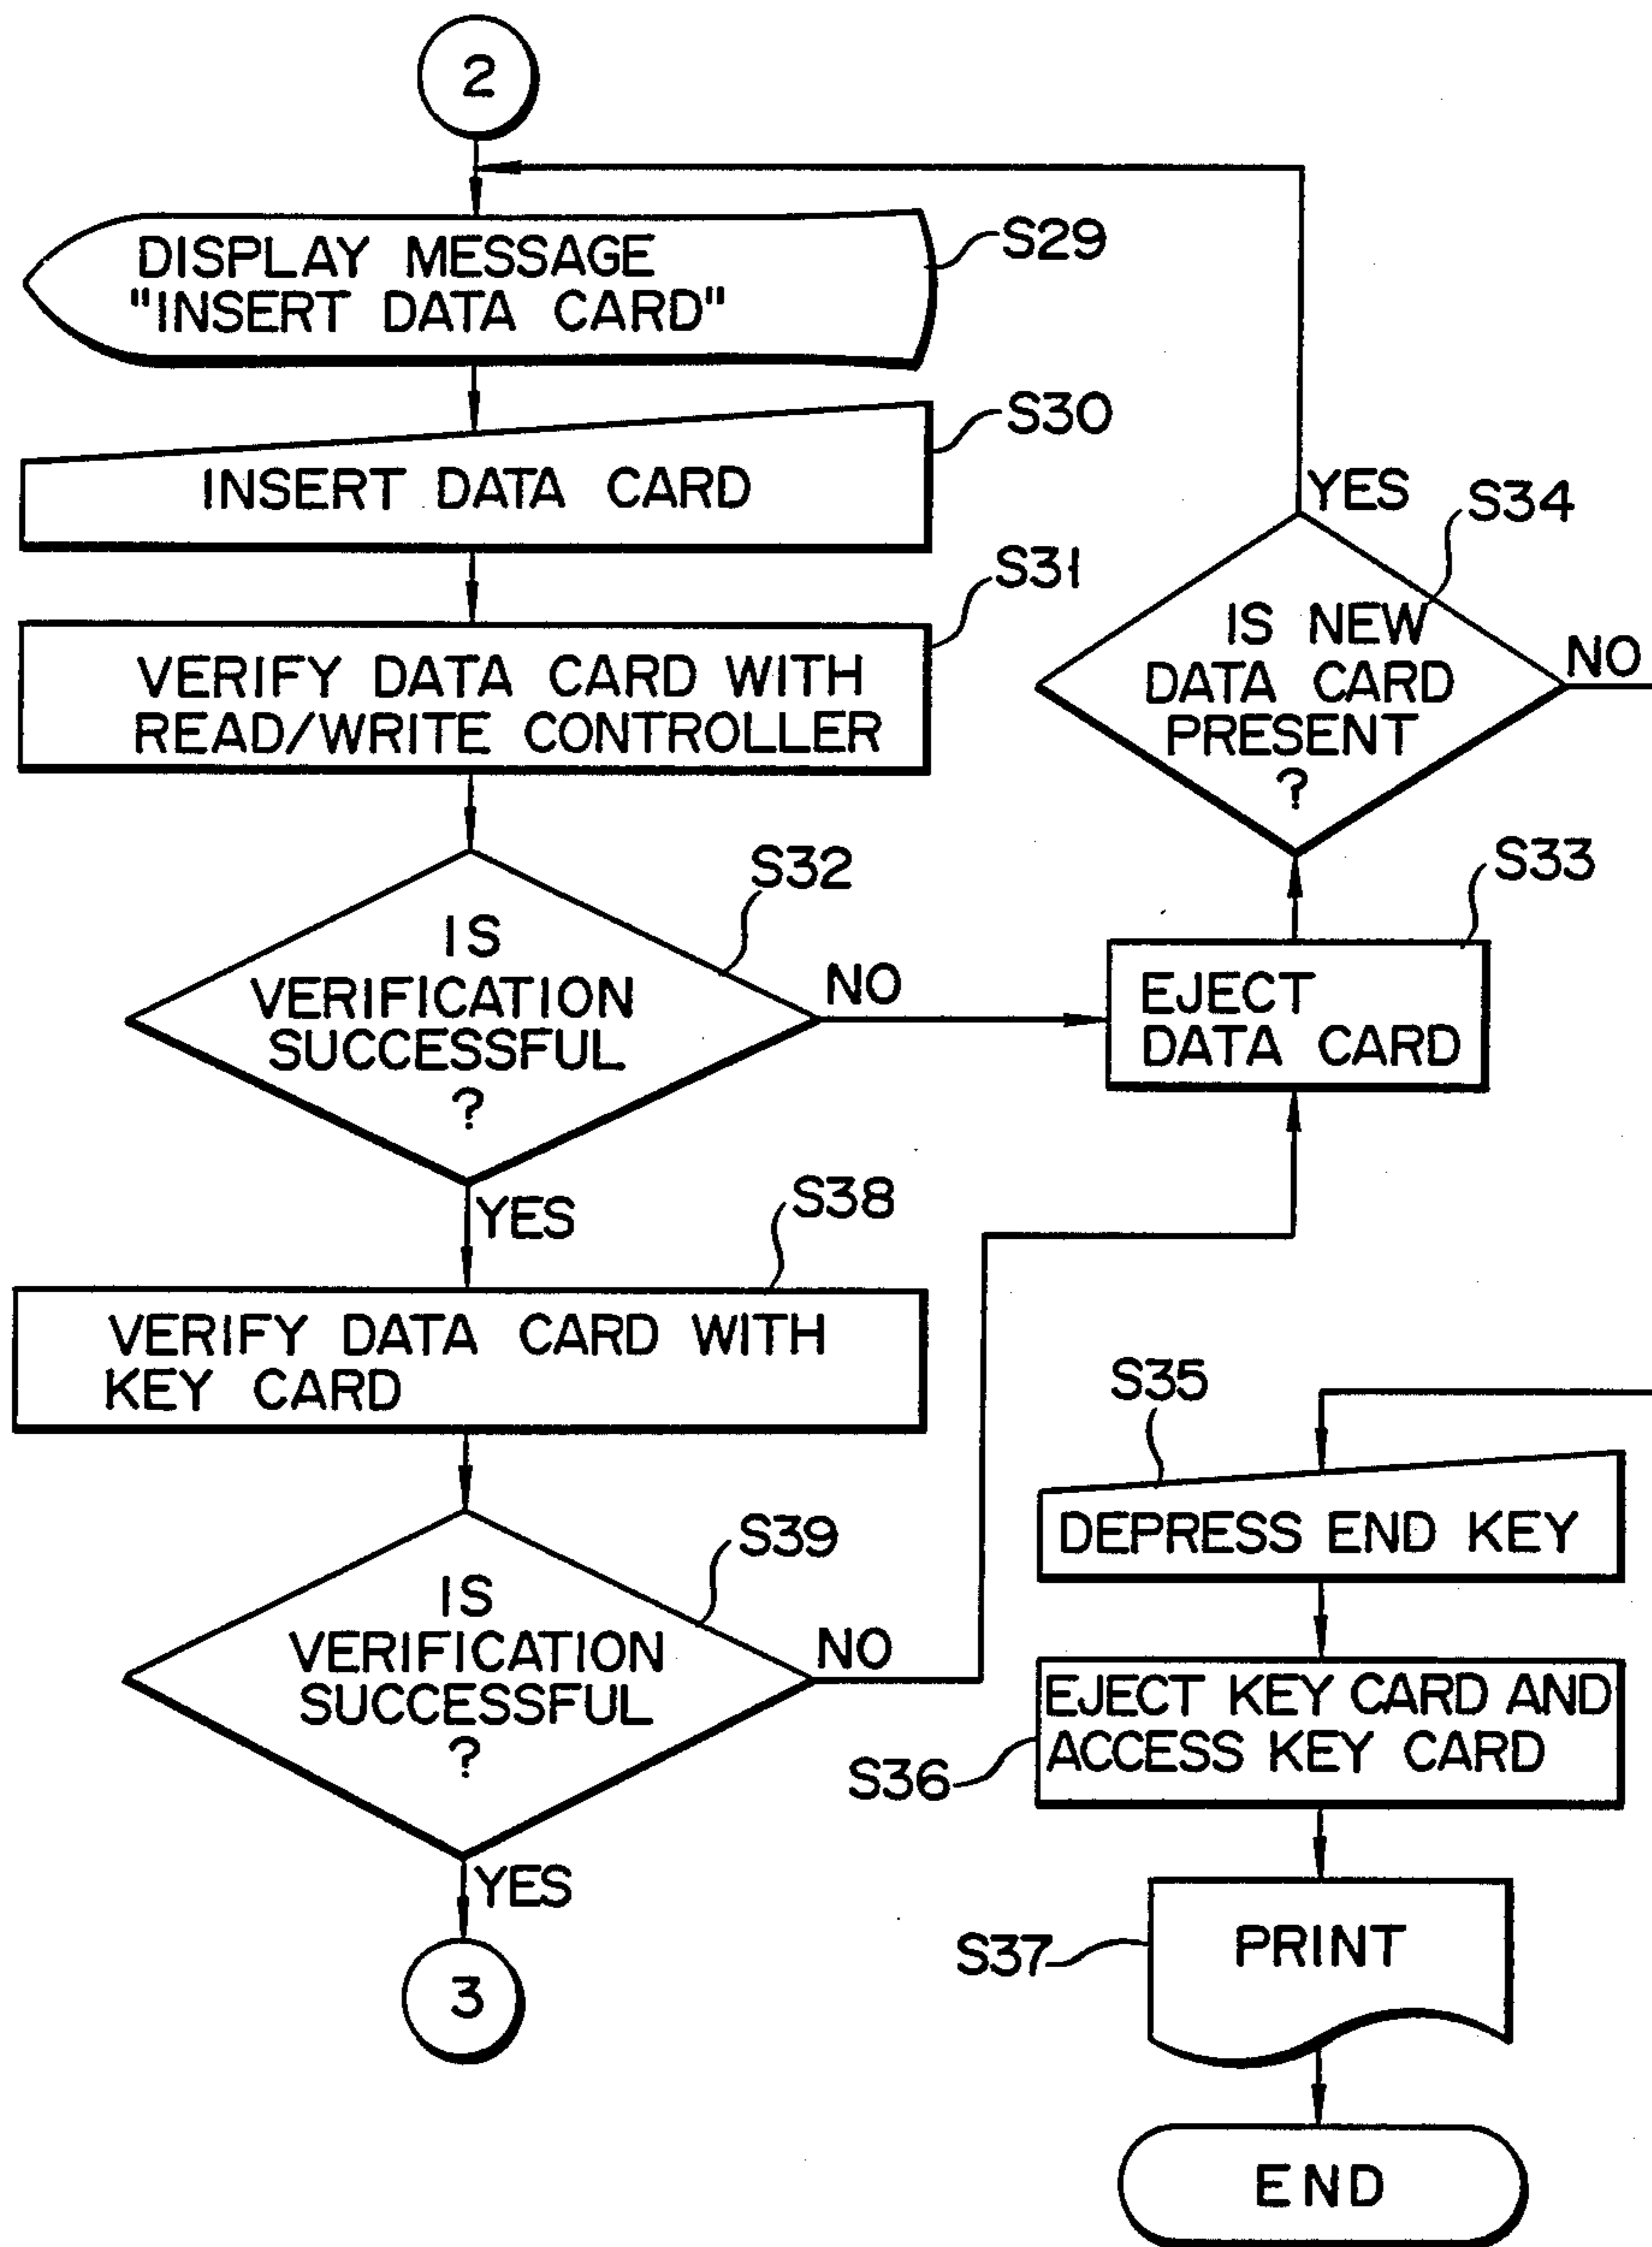 2
DISPLAY MESSAGE
"INSERT DATA CARD"
S29
INSERT DATA CARD
S30
VERIFY DATA CARD WITH
READ/WRITE CONTROLLER
S31
IS
VERIFICATION
SUCCESSFUL
?
S32
NO
YES
EJECT
DATA CARD
S33
IS NEW
DATA CARD
PRESENT
?
S34
YES
NO
VERIFY DATA CARD WITH
KEY CARD
S38
IS
VERIFICATION
SUCCESSFUL
?
S39
NO
YES
3
S35
DEPRESS END KEY
EJECT KEY CARD AND
ACCESS KEY CARD
S36
PRINT
S37
END